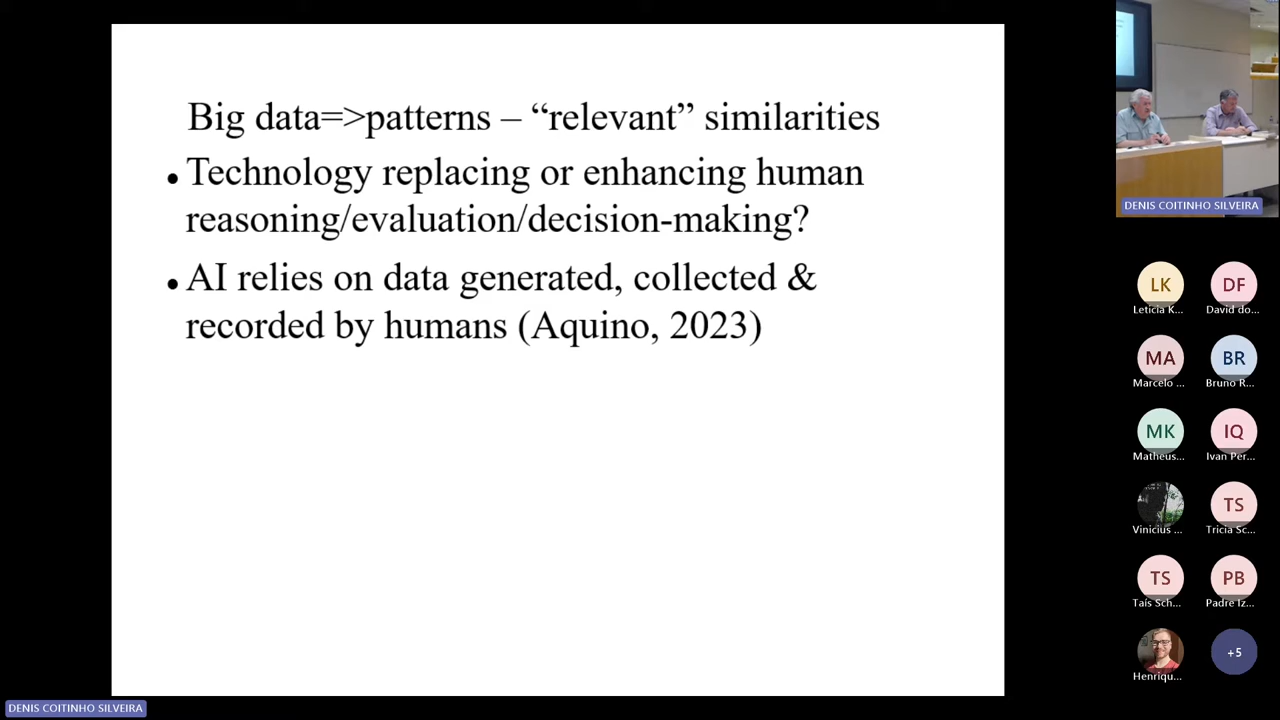 Big data=>patterns – “relevant” similarities
• Technology replacing or enhancing human
reasoning/evaluation/decision-making?
• AI relies on data generated, collected &
recorded by humans (Aquino, 2023)
DENIS COITINHO SILVEIRA
LK
DF
Letícia K...
David do...
MA
BR
Marcelo ...
Bruno R...
MK
IQ
Matheus...
Ivan Per...
TS
Vinicius ...
Tricia Sc...
TS
PB
Taís Sch...
Padre Iz...
+5
Henriqu...
DENIS COITINHO SILVEIRA